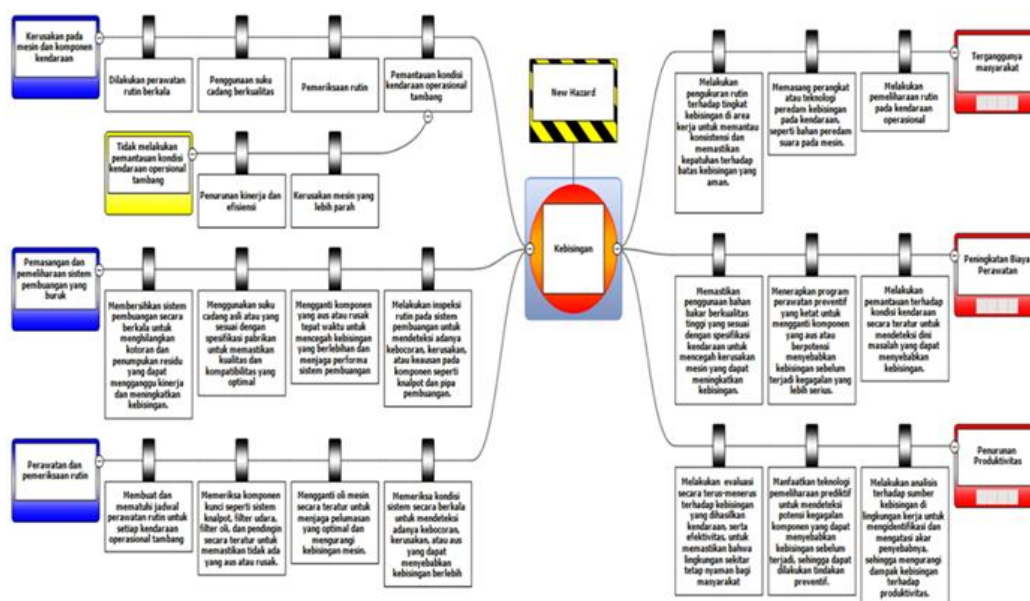 Kerusakan pada
mesin dan komponen
kendaraan
Dilakukan perawatan
rutin berkala
Penggunaan suku
cadang berkualitas
Pemeriksaan rutin
Pemantauan kondisi
kendaraan operasional
tambang
Tidak melakukan
pemantauan kondisi
kendaraan opersional
tambang
Penurunan kinerja dan
efisiensi
Kerusakan mesin yang
lebih parah
Pemasangan dan
pemeliharaan sistem
pembuangan yang
buruk
Membersihkan sistem
pembuangan secara
berkala untuk
menghilangkan
kotoran dan
penumpukan residu
yang dapat
mengganggu kinerja
dan meningkatkan
kebisingan.
Menggunakan suku
cadang asli atau yang
sesuai dengan
spesifikasi pabrikan
untuk memastikan
kualitas dan
kompatibilitas yang
optimal
Mengganti komponen
yang aus atau rusak
tepat waktu untuk
mencegah kebisingan
yang berlebihan dan
menjaga performa
sistem pembuangan
Melakukan inspeksi
rutin pada sistem
pembuangan untuk
mendeteksi adanya
kebocoran, kerusakan,
atau keausan pada
komponen seperti
knalpot dan pipa
pembuangan.
Perawatan dan
pemeriksaan rutin
Membuat dan
mematuhi jadwal
perawatan rutin untuk
setiap kendaraan
operasional tambang
Memeriksa komponen
kunci seperti sistem
knalpot, filter udara,
filter oli, dan pendingin
secara teratur untuk
memastikan tidak ada
yang aus atau rusak.
Mengganti oli mesin
secara teratur untuk
menjaga pelumasan
yang optimal dan
mengurangi
kebisingan mesin.
Memeriksa kondisi
sistem secara berkala
untuk mendeteksi
adanya kebocoran,
kerusakan, atau aus
yang dapat
menyebabkan
kebisingan berlebih
New Hazard
Kebisingan
Melakukan
pengukuran rutin
terhadap tingkat
kebisingan di area
kerja untuk memantau
konsistensi dan
memastikan
kepatuhan terhadap
batas kebisingan yang
aman.
Memasang perangkat
atau teknologi
peredam kebisingan
pada kendaraan,
seperti bahan peredam
suara pada mesin.
Melakukan
pemeliharaan rutin
pada kendaraan
operasional
Terganggunya
masyarakat
Memastikan
penggunaan bahan
bakar berkualitas
tinggi yang sesuai
dengan spesifikasi
kendaraan untuk
mencegah kerusakan
mesin yang dapat
meningkatkan
kebisingan.
Menerapkan program
perawatan preventif
yang ketat untuk
mengganti komponen
yang aus atau
berpotensi
menyebabkan
kebisingan sebelum
terjadi kegagalan yang
lebih serius.
Melakukan
pemantauan terhadap
kondisi kendaraan
secara teratur untuk
mendeteksi dini
masalah yang dapat
menyebabkan
kebisingan.
Peningkatan Biaya
Perawatan
Melakukan evaluasi
secara terus-menerus
terhadap kebisingan
yang dihasilkan
kendaraan, serta
efektivitas, untuk
memastikan bahwa
lingkungan sekitar
tetap nyaman bagi
masyarakat
Manfaatkan teknologi
pemeliharaan prediktif
untuk mendeteksi
potensi kegagalan
komponen yang dapat
menyebabkan
kebisingan sebelum
terjadi, sehingga dapat
dilakukan tindakan
preventif.
Melakukan analisis
terhadap sumber
kebisingan di
lingkungan kerja untuk
mengidentifikasi dan
mengatasi akar
penyebabnya,
sehingga mengurangi
dampak kebisingan
terhadap
produktivitas.
Penurunan
Produktivitas